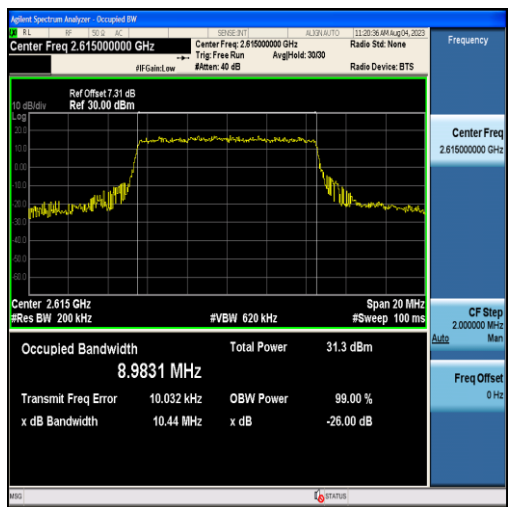 Agilent Spectrum Analyzer - Occupied BW
RL RF 50 Ω AC SENSE:INT ALIGN AUTO 11:20:36 AM Aug 04, 2023
Center Freq 2.615000000 GHz
Center Freq: 2.615000000 GHz
Radio Std: None
Trig: Free Run Avg|Hold: 30/30
#IFGain:Low #Atten: 40 dB Radio Device: BTS
Ref Offset 7.31 dB
10 dB/div Ref 30.00 dBm
Log
20.0
10.0
0.00
-10.0
-20.0
-30.0
-40.0
-50.0
-60.0
Center 2.615 GHz Span 20 MHz
#Res BW 200 kHz #VBW 620 kHz #Sweep 100 ms
Occupied Bandwidth Total Power 31.3 dBm
8.9831 MHz
Transmit Freq Error 10.032 kHz OBW Power 99.00 %
x dB Bandwidth 10.44 MHz x dB -26.00 dB
MSG STATUS
Frequency
Center Freq
2.615000000 GHz
CF Step
2.000000 MHz
Auto Man
Freq Offset
0 Hz